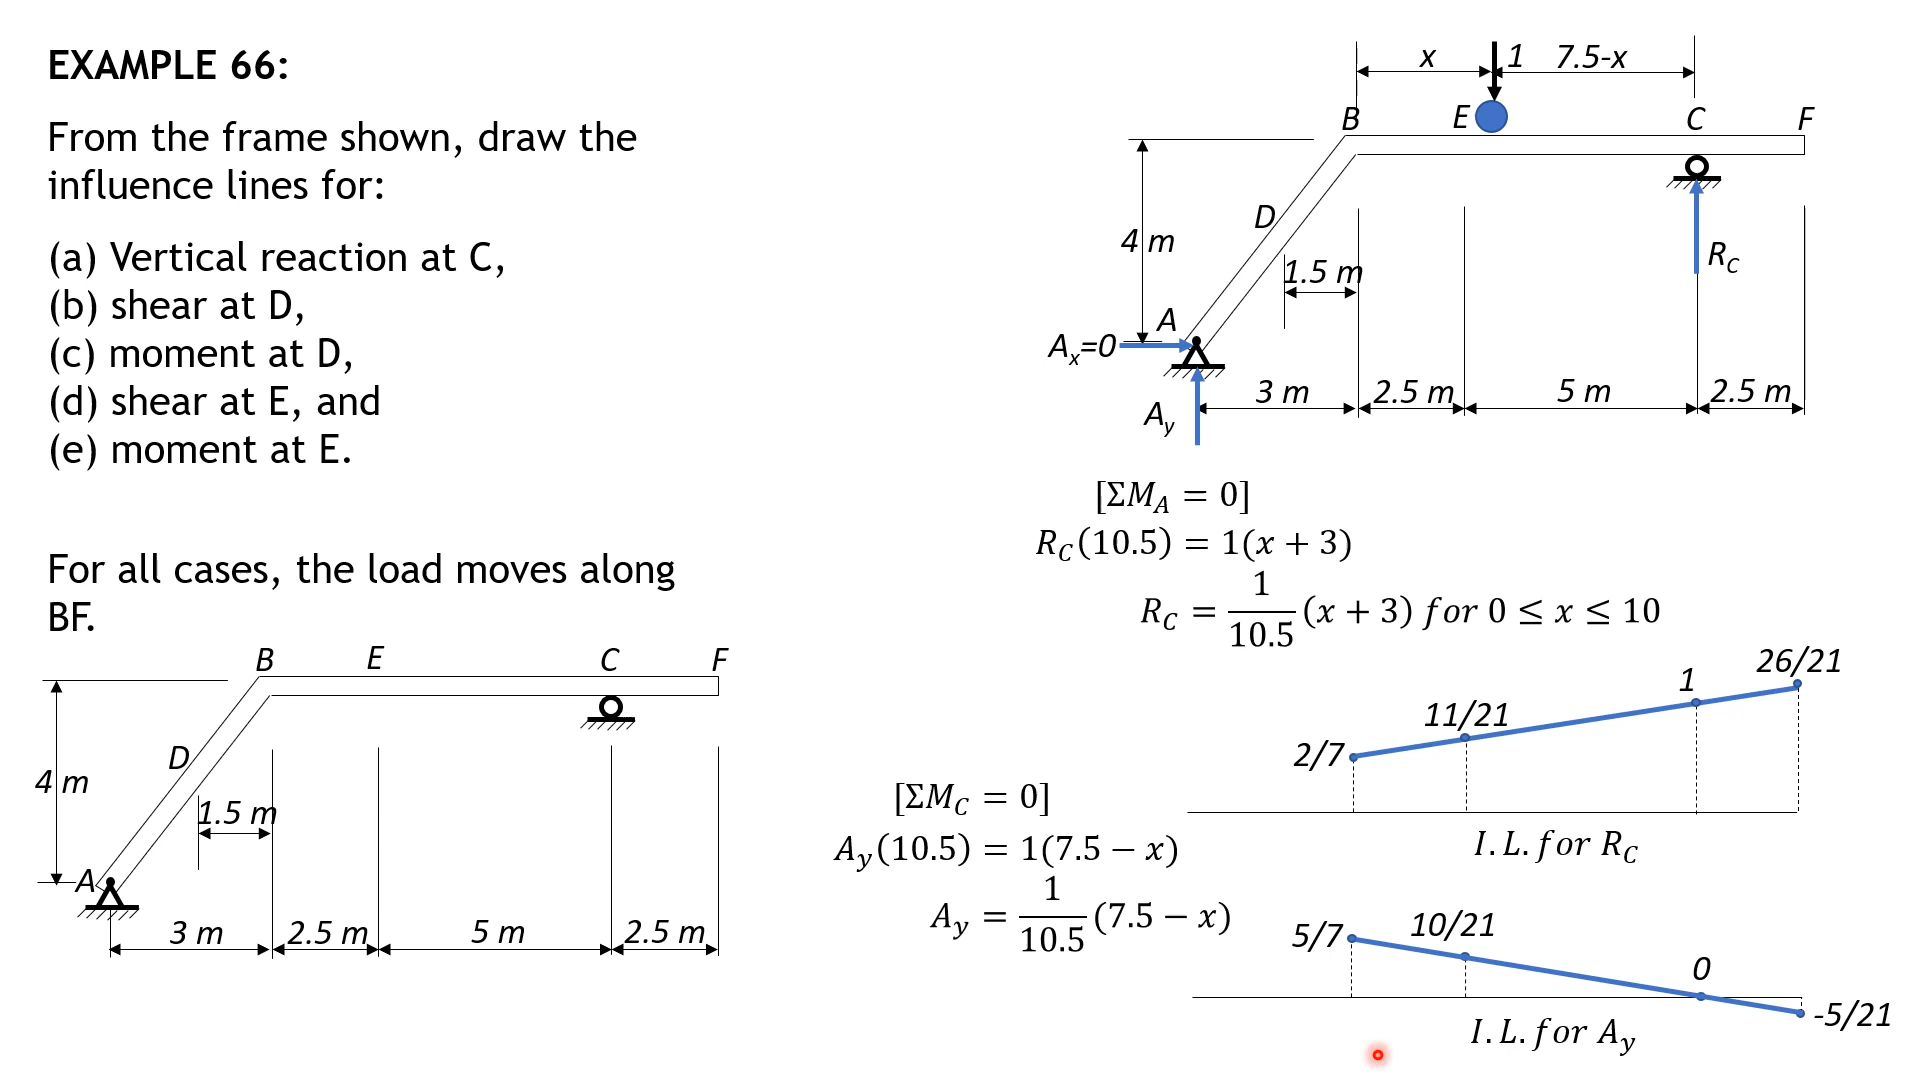 EXAMPLE 66:
From the frame shown, draw the
influence lines for:
(a) Vertical reaction at C,
(b) shear at D,
(c) moment at D,
(d) shear at E, and
(e) moment at E.
For all cases, the load moves along
BF.
B E C F
D
4 m
1.5 m
A
3 m 2.5 m 5 m 2.5 m
x 1 7.5-x
B E C F
D
4 m
1.5 m
R_C
A
A_x=0
3 m 2.5 m 5 m 2.5 m
A_y
[ΣM_A = 0]
R_C(10.5) = 1(x + 3)
R_C = \frac{1}{10.5}(x + 3) for 0 ≤ x ≤ 10
2/7 11/21 1 26/21
I.L. for R_C
[ΣM_C = 0]
A_y(10.5) = 1(7.5 − x)
A_y = \frac{1}{10.5}(7.5 − x)
5/7 10/21 0 -5/21
I.L. for A_y